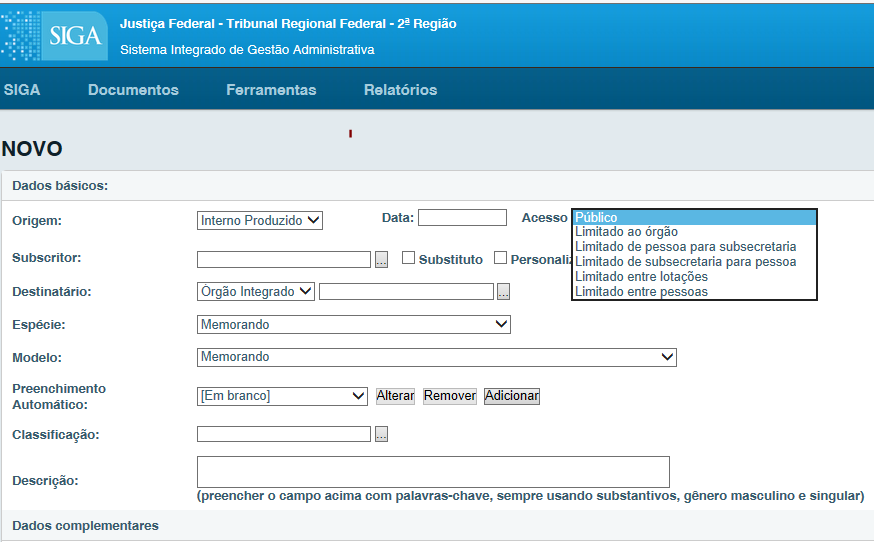 SIGA
Justiça Federal - Tribunal Regional Federal - 2ª Região
Sistema Integrado de Gestão Administrativa
SIGA Documentos Ferramentas Relatórios
NOVO
Dados básicos:
Origem: Interno Produzido Data: Acesso Público
Limitado ao órgão
Limitado de pessoa para subsecretaria
Limitado de subsecretaria para pessoa
Limitado entre lotações
Limitado entre pessoas
Subscritor: ... Substituto Personaliz
Destinatário: Órgão Integrado ...
Espécie: Memorando
Modelo: Memorando
Preenchimento
Automático: [Em branco] Alterar Remover Adicionar
Classificação: ...
Descrição:
(preencher o campo acima com palavras-chave, sempre usando substantivos, gênero masculino e singular)
Dados complementares